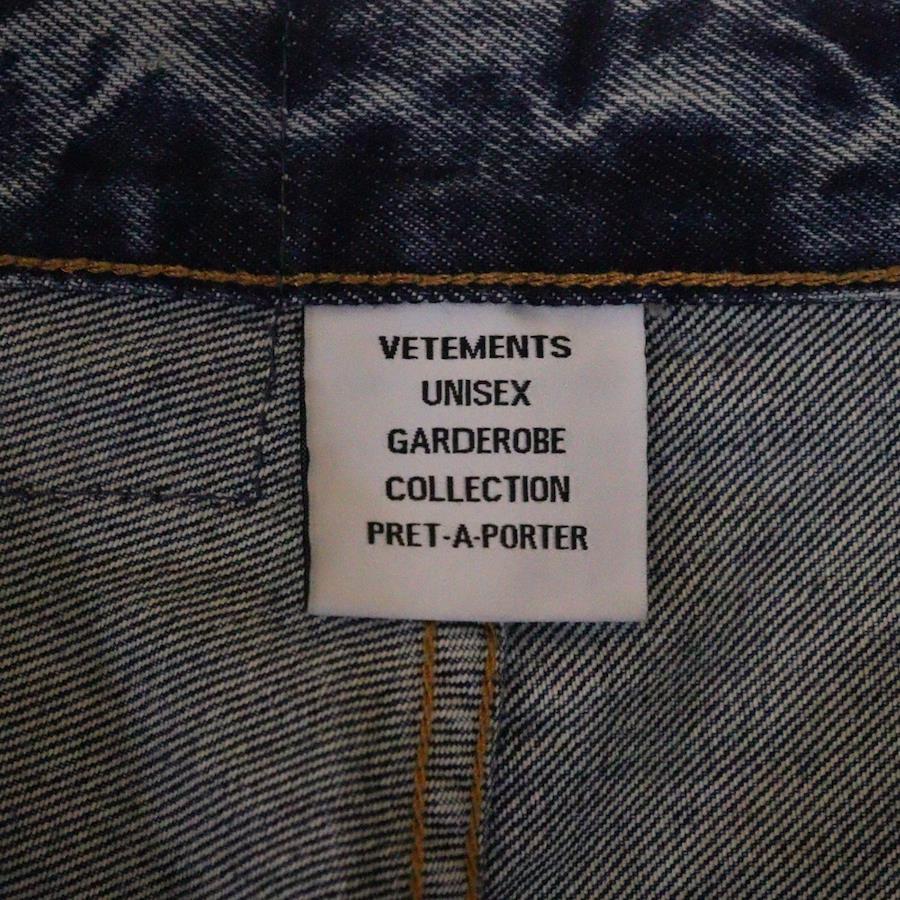 VETEMENTS
UNISEX
GARDEROBE
COLLECTION
PRET-A-PORTER